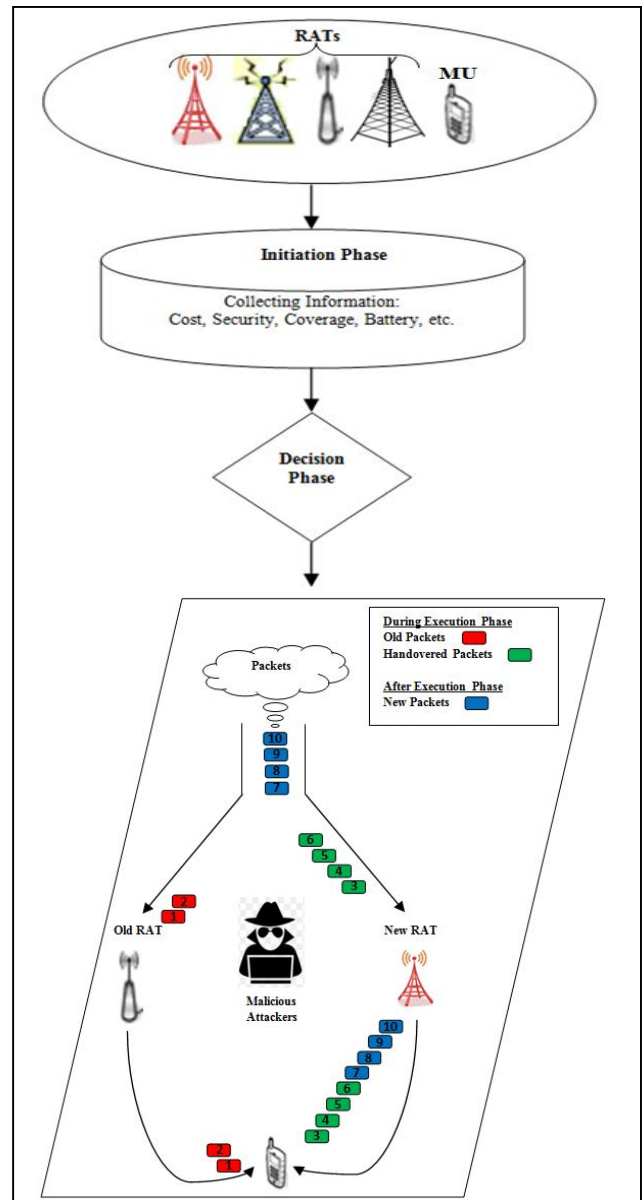 RATs
MU
Initiation Phase
Collecting Information:
Cost, Security, Coverage, Battery, etc.
Decision
Phase
During Execution Phase
Old Packets
Handovered Packets
After Execution Phase
New Packets
Packets
10
9
8
7
6
5
4
3
2
1
Old RAT
New RAT
Malicious
Attackers
10
9
8
7
6
5
4
3
2
1